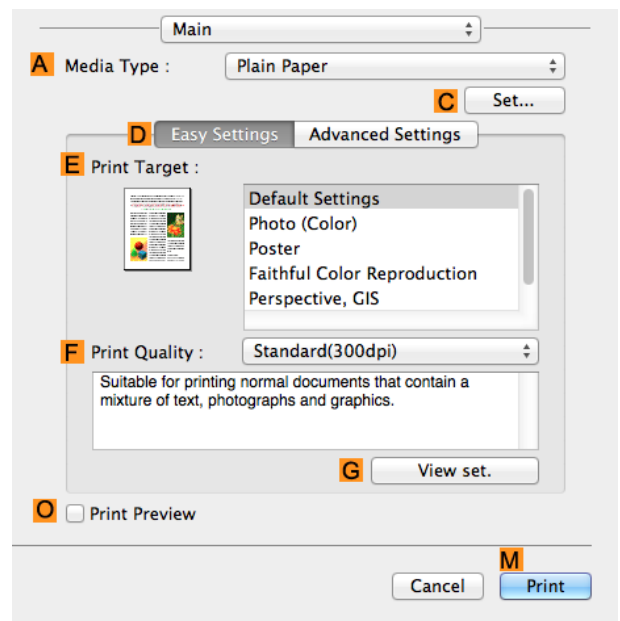 Main
A Media Type : Plain Paper
C Set...
D Easy Settings Advanced Settings
E Print Target :
Default Settings
Photo (Color)
Poster
Faithful Color Reproduction
Perspective, GIS
F Print Quality : Standard(300dpi)
Suitable for printing normal documents that contain a
mixture of text, photographs and graphics.
G View set.
O Print Preview
M
Cancel Print